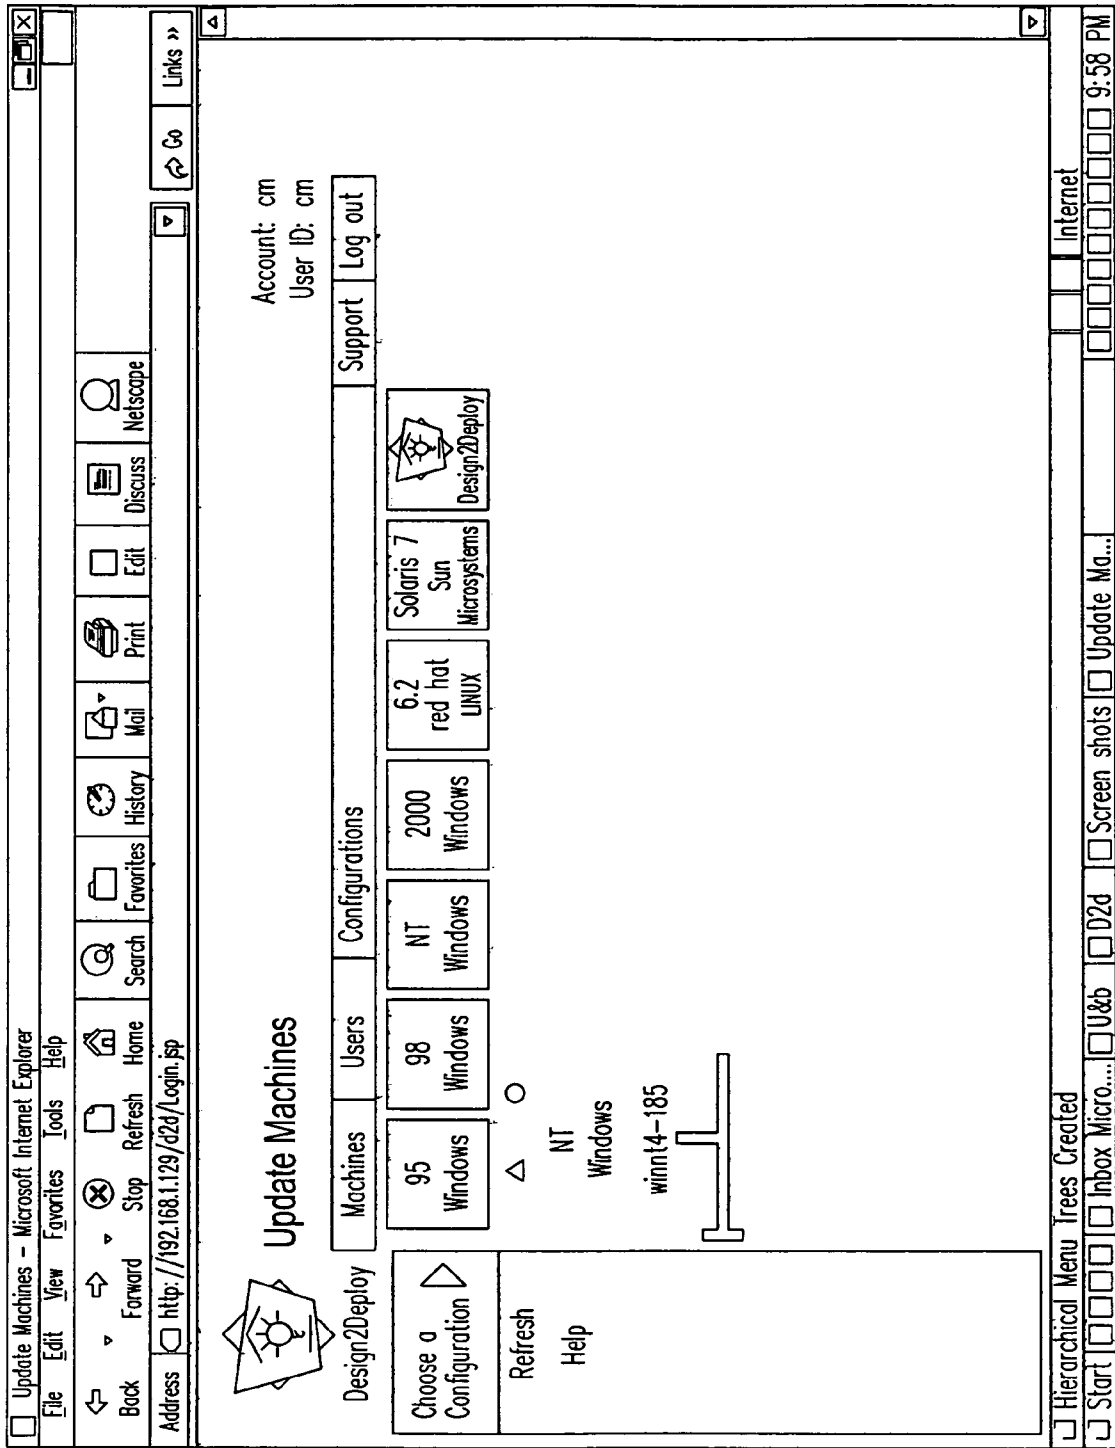 Update Machines – Microsoft Internet Explorer
File Edit View Favorites Tools Help
Back Forward Stop Refresh Home Search Favorites History Mail Print Edit Discuss Netscape
Address http://192.168.1.129/d2d/Login.jsp Go Links »
Design2Deploy
Update Machines
Account: cm
User ID: cm
Machines Users Configurations Support Log out
Choose a
Configuration
95
Windows
98
Windows
NT
Windows
2000
Windows
6.2
red hat
LINUX
Solaris 7
Sun
Microsystems
Design2Deploy
Refresh
Help
NT
Windows
winnt4-185
Hierarchical Menu Trees Created Internet
Start Inbox Micro.... U&b D2d Screen shots Update Ma... 9:58 PM